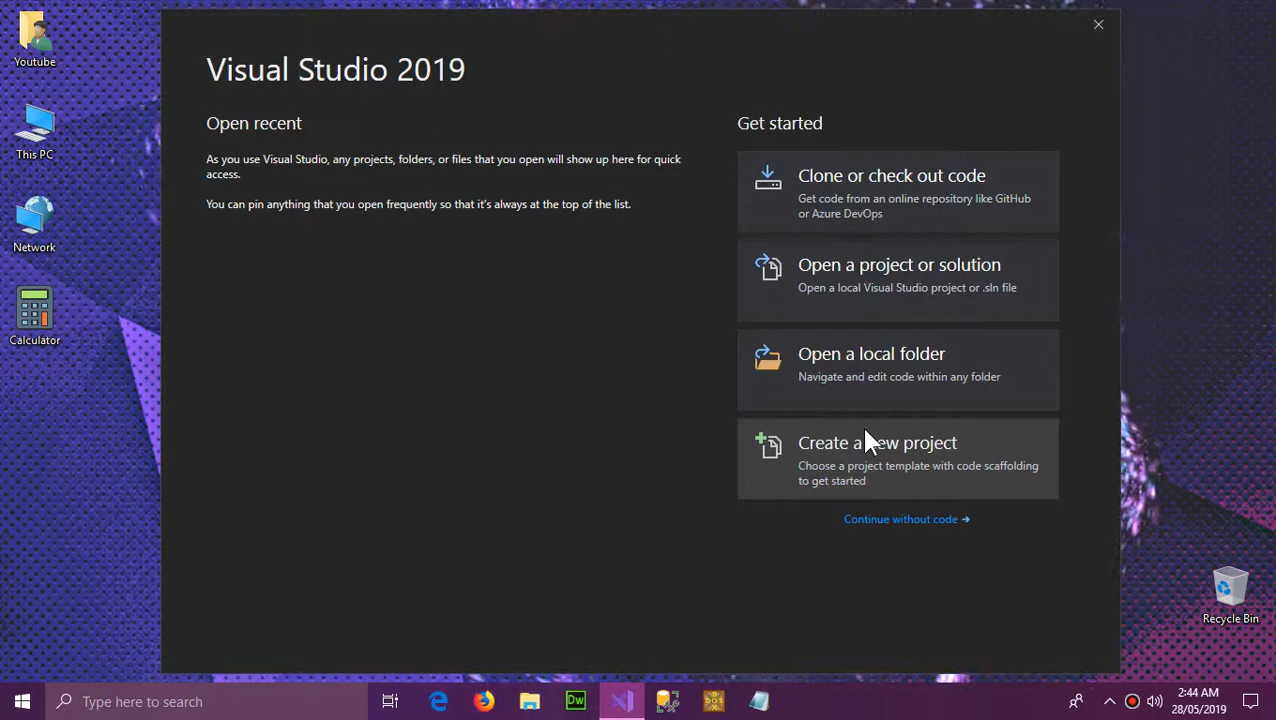 Youtube
This PC
Network
Calculator
Visual Studio 2019
Open recent
As you use Visual Studio, any projects, folders, or files that you open will show up here for quick
access.
You can pin anything that you open frequently so that it's always at the top of the list.
Get started
Clone or check out code
Get code from an online repository like GitHub
or Azure DevOps
Open a project or solution
Open a local Visual Studio project or .sln file
Open a local folder
Navigate and edit code within any folder
Create a new project
Choose a project template with code scaffolding
to get started
Continue without code →
Recycle Bin
Type here to search
Dw
DOS
2:44 AM
28/05/2019